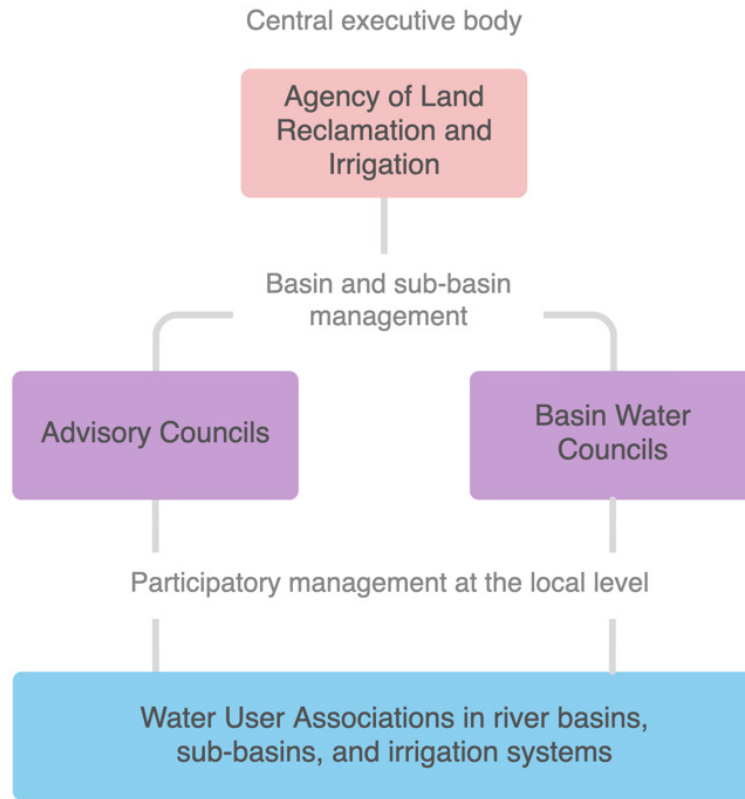 Central executive body
Agency of Land
Reclamation and
Irrigation
Basin and sub-basin
management
Advisory Councils
Basin Water
Councils
Participatory management at the local level
Water User Associations in river basins,
sub-basins, and irrigation systems